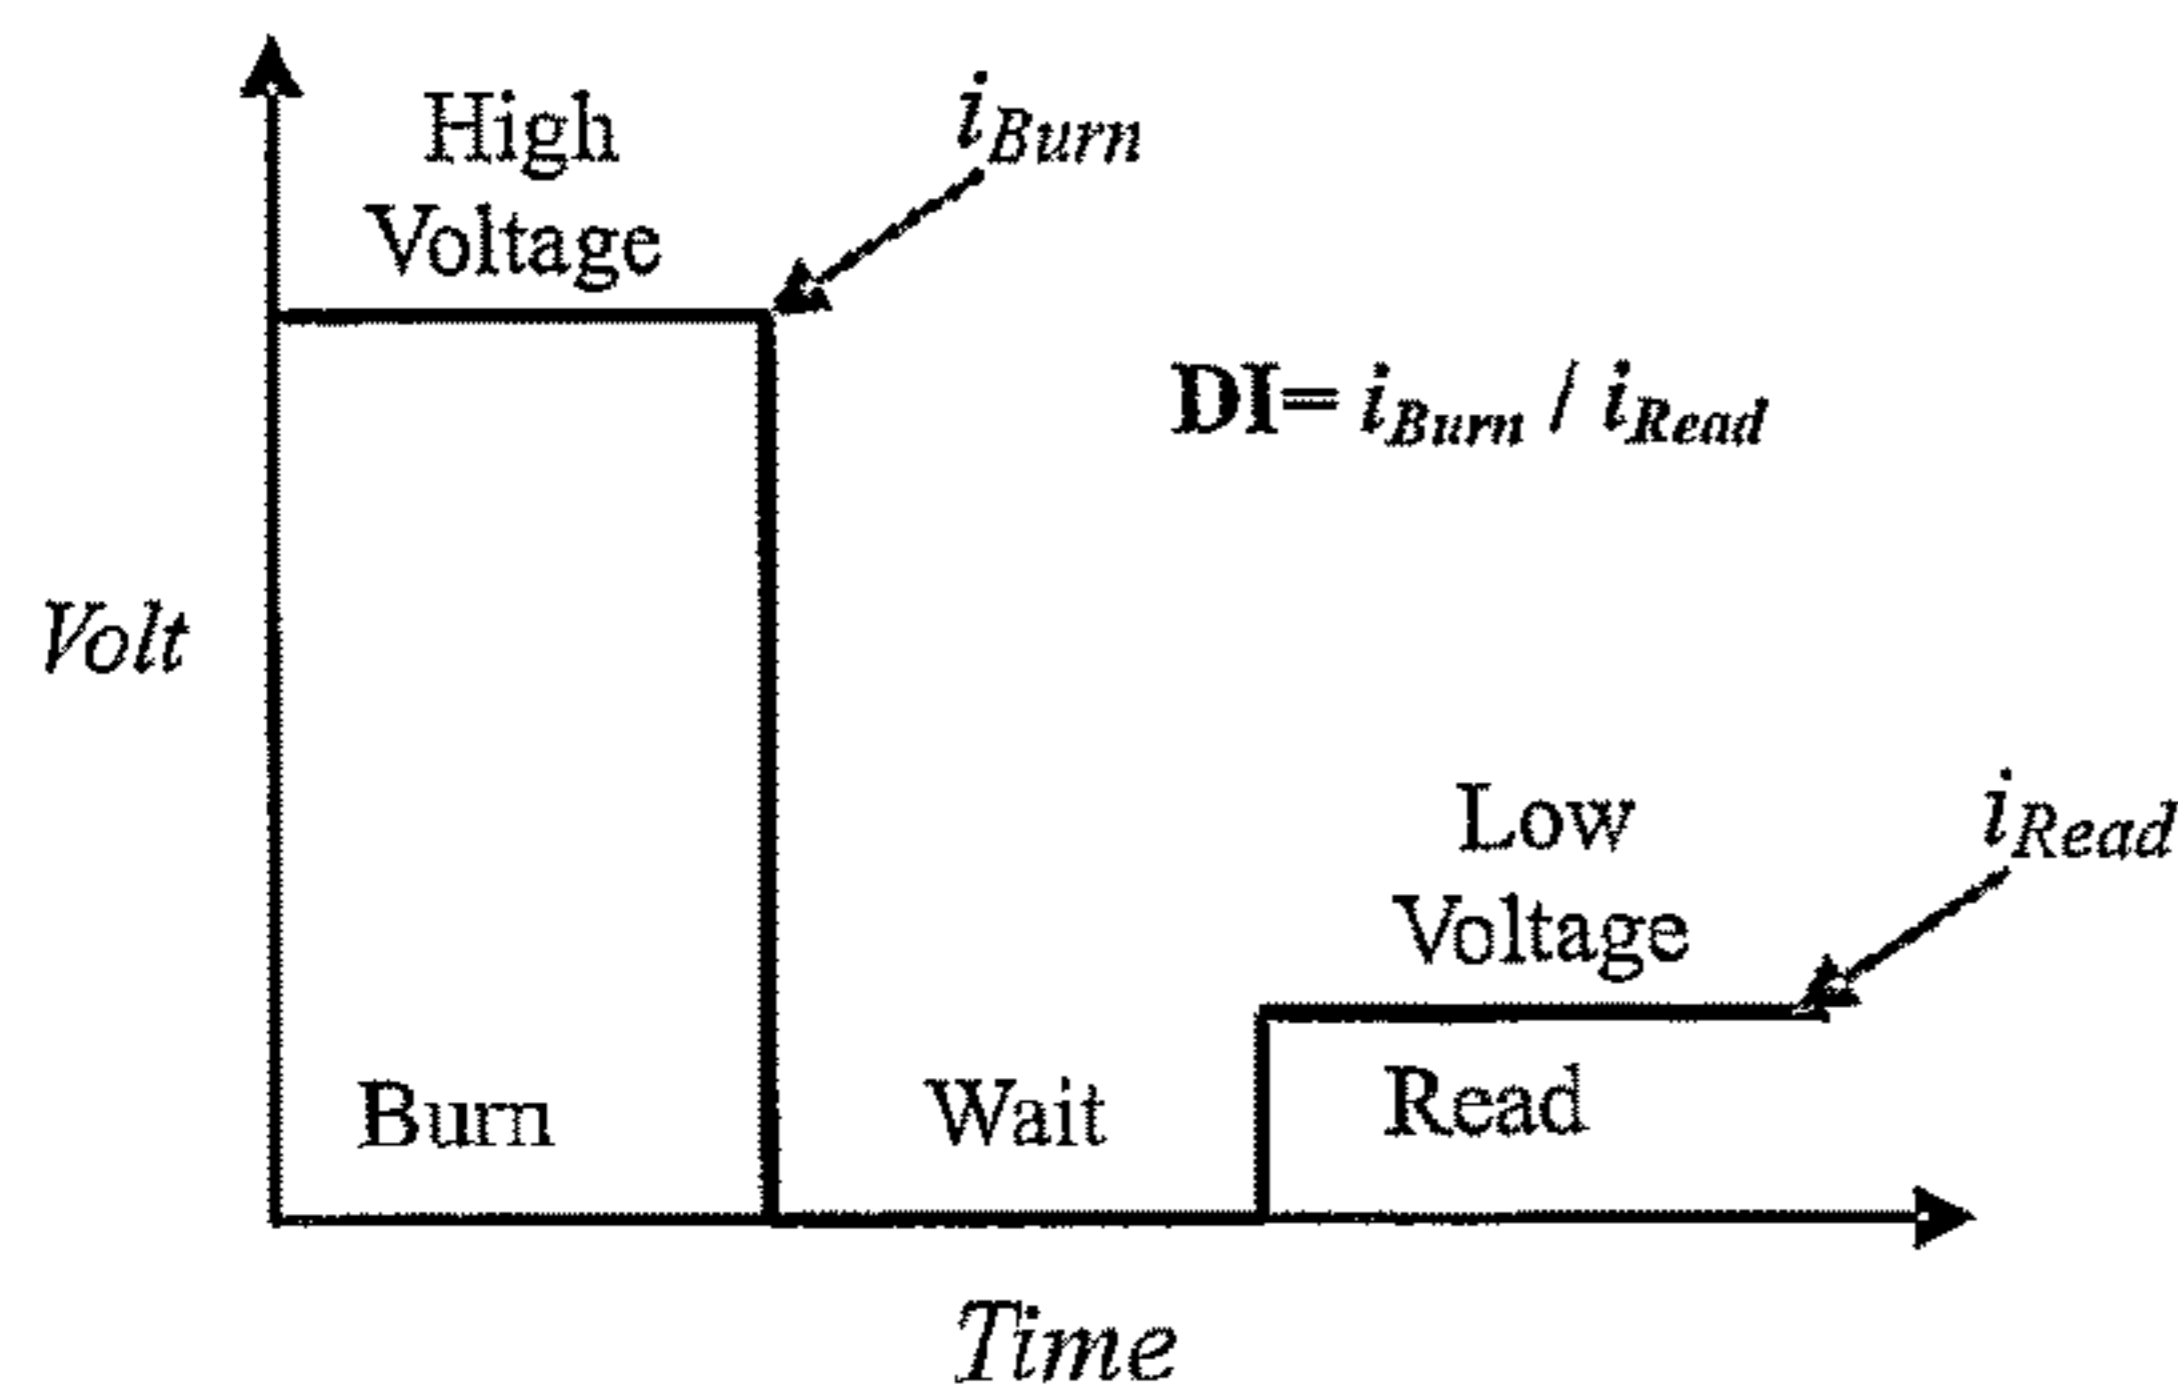 High
Voltage
iBurn
DI= iBurn / iRead
Volt
Low
Voltage
iRead
Burn
Wait
Read
Time